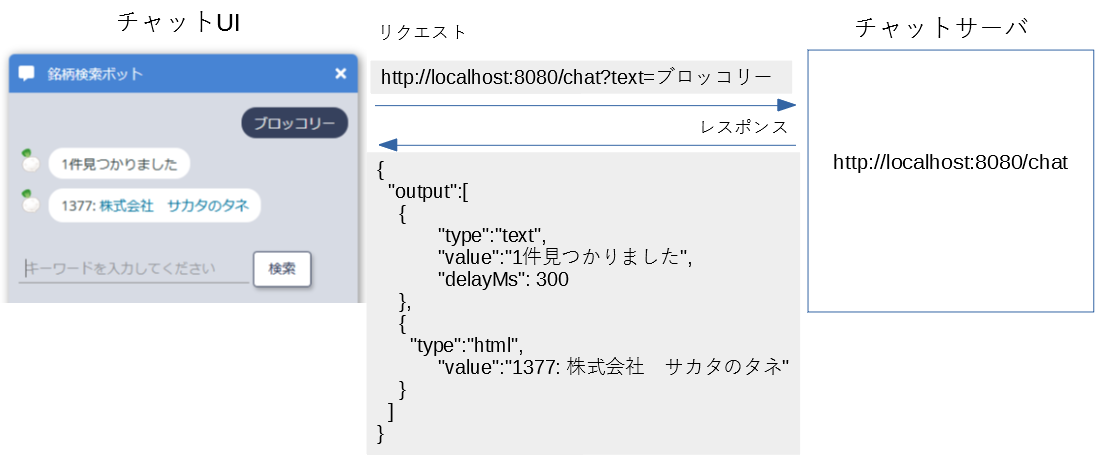 チャットUI
銘柄検索ボット
ブロッコリー
1件見つかりました
1377: 株式会社　サカタのタネ
キーワードを入力してください
検索
リクエスト
http://localhost:8080/chat?text=ブロッコリー
レスポンス
{
"output":[
{
"type":"text",
"value":"1件見つかりました",
"delayMs": 300
},
{
"type":"html",
"value":"1377: 株式会社　サカタのタネ"
}
]
}
チャットサーバ
http://localhost:8080/chat